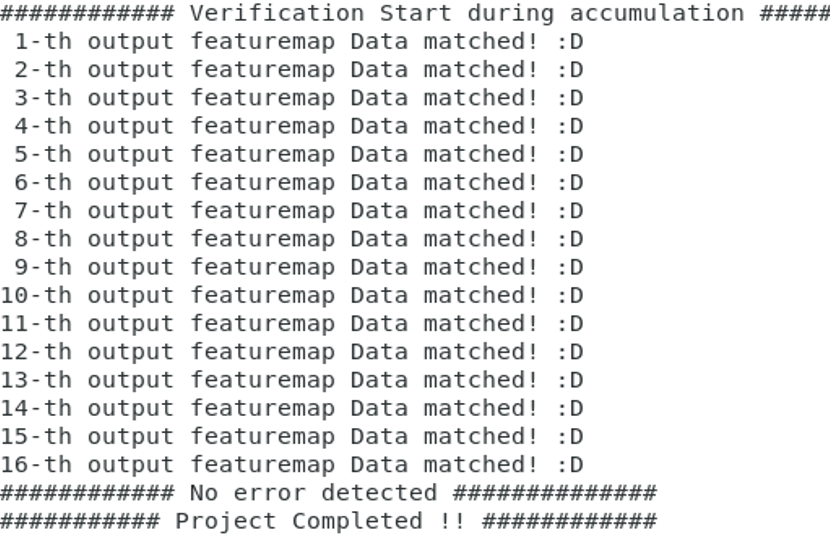 ############ Verification Start during accumulation #####
1-th output featuremap Data matched! :D
2-th output featuremap Data matched! :D
3-th output featuremap Data matched! :D
4-th output featuremap Data matched! :D
5-th output featuremap Data matched! :D
6-th output featuremap Data matched! :D
7-th output featuremap Data matched! :D
8-th output featuremap Data matched! :D
9-th output featuremap Data matched! :D
10-th output featuremap Data matched! :D
11-th output featuremap Data matched! :D
12-th output featuremap Data matched! :D
13-th output featuremap Data matched! :D
14-th output featuremap Data matched! :D
15-th output featuremap Data matched! :D
16-th output featuremap Data matched! :D
############ No error detected ##############
########### Project Completed !! ############